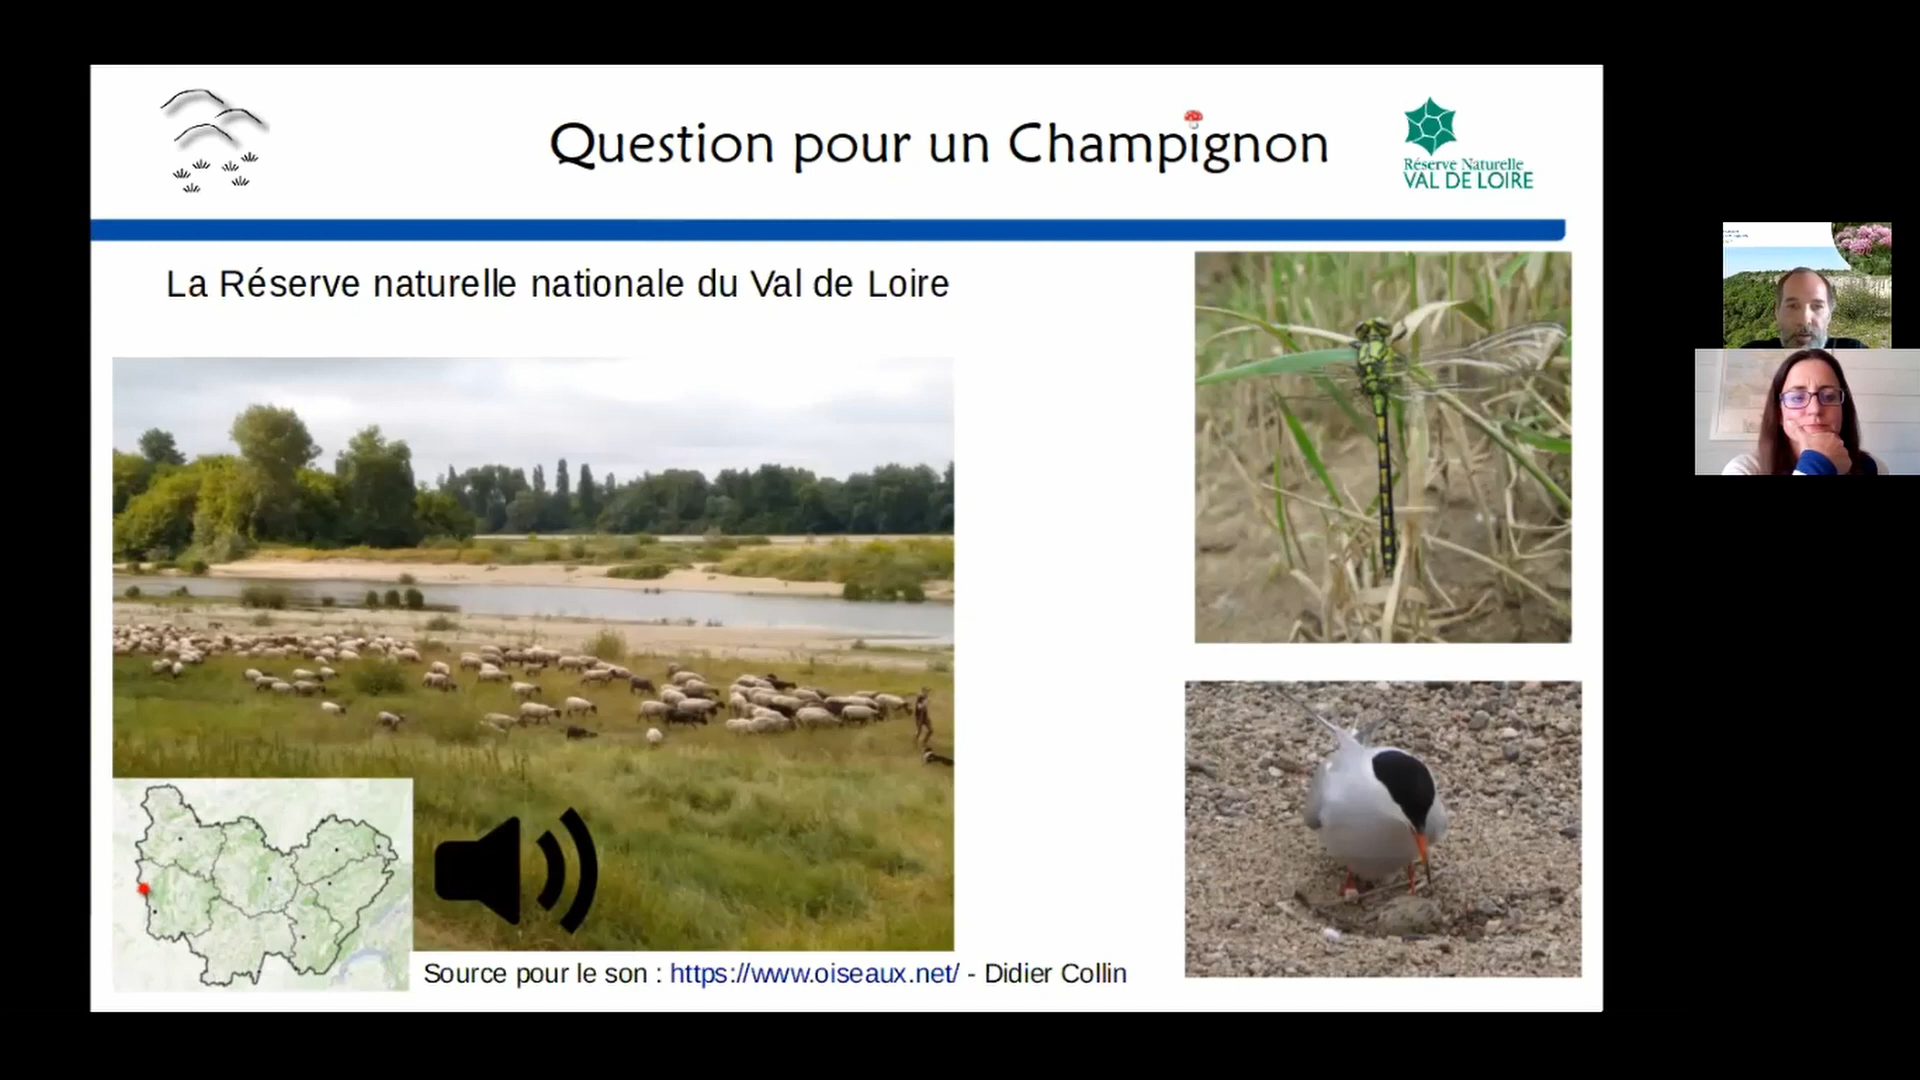 Question pour un Champignon
Réserve Naturelle
VAL DE LOIRE
La Réserve naturelle nationale du Val de Loire
Source pour le son : https://www.oiseaux.net/ - Didier Collin